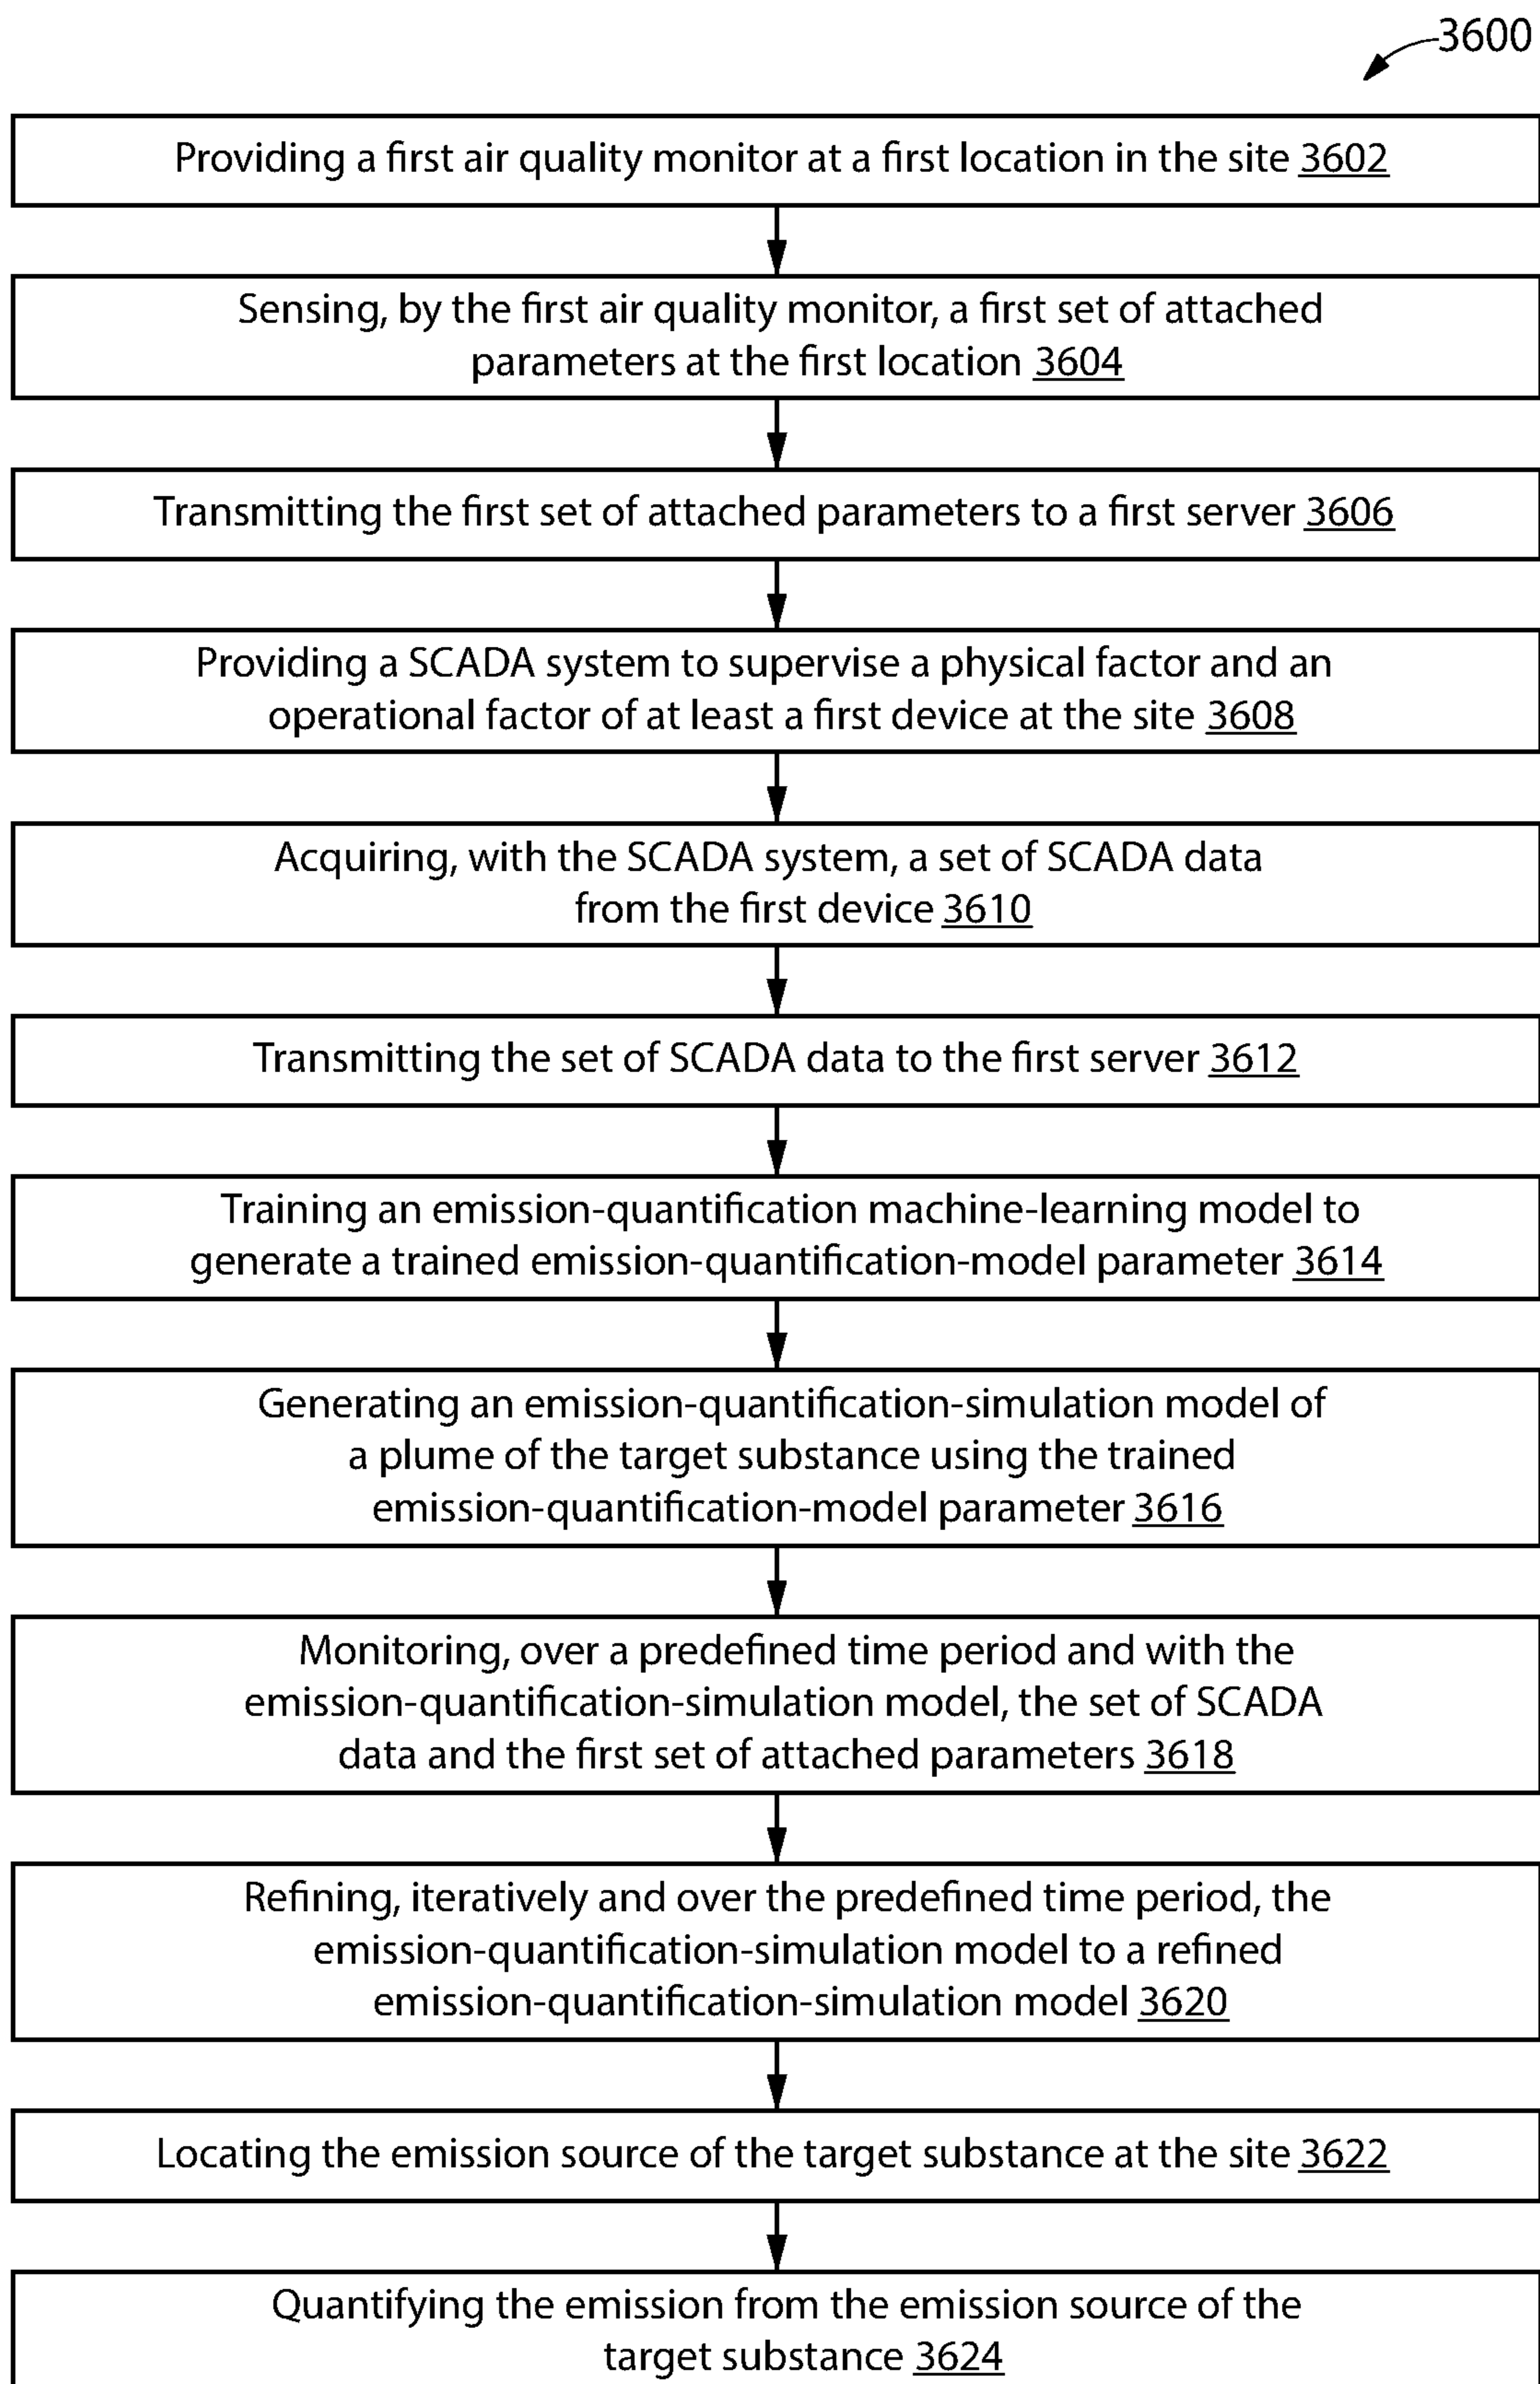 3600
Providing a first air quality monitor at a first location in the site 3602
Sensing, by the first air quality monitor, a first set of attached
parameters at the first location 3604
Transmitting the first set of attached parameters to a first server 3606
Providing a SCADA system to supervise a physical factor and an
operational factor of at least a first device at the site 3608
Acquiring, with the SCADA system, a set of SCADA data
from the first device 3610
Transmitting the set of SCADA data to the first server 3612
Training an emission-quantification machine-learning model to
generate a trained emission-quantification-model parameter 3614
Generating an emission-quantification-simulation model of
a plume of the target substance using the trained
emission-quantification-model parameter 3616
Monitoring, over a predefined time period and with the
emission-quantification-simulation model, the set of SCADA
data and the first set of attached parameters 3618
Refining, iteratively and over the predefined time period, the
emission-quantification-simulation model to a refined
emission-quantification-simulation model 3620
Locating the emission source of the target substance at the site 3622
Quantifying the emission from the emission source of the
target substance 3624